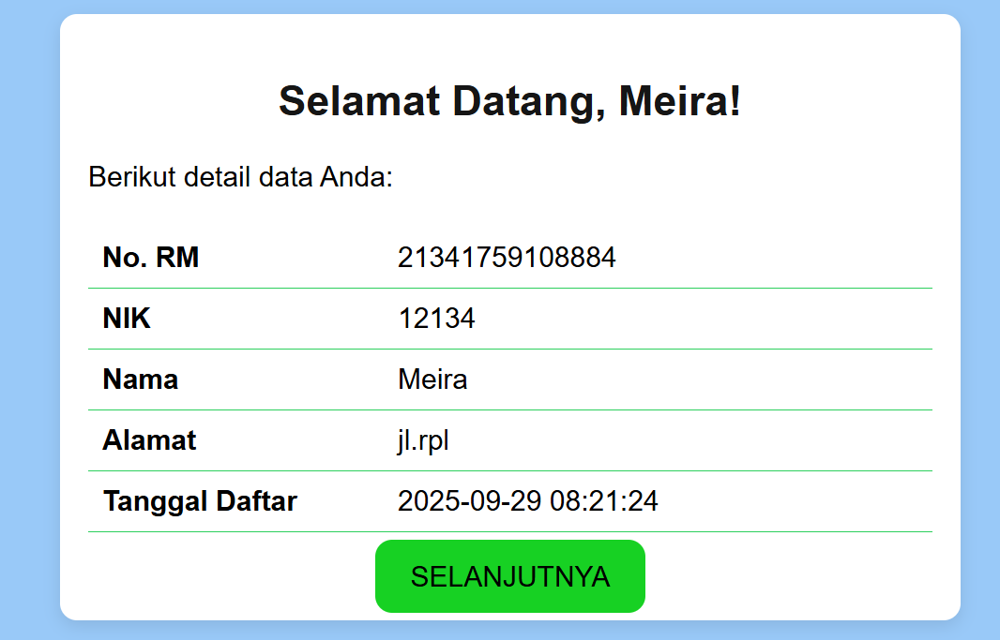 Selamat Datang, Meira!
Berikut detail data Anda:
No. RM 21341759108884
NIK 12134
Nama Meira
Alamat jl.rpl
Tanggal Daftar 2025-09-29 08:21:24
SELANJUTNYA